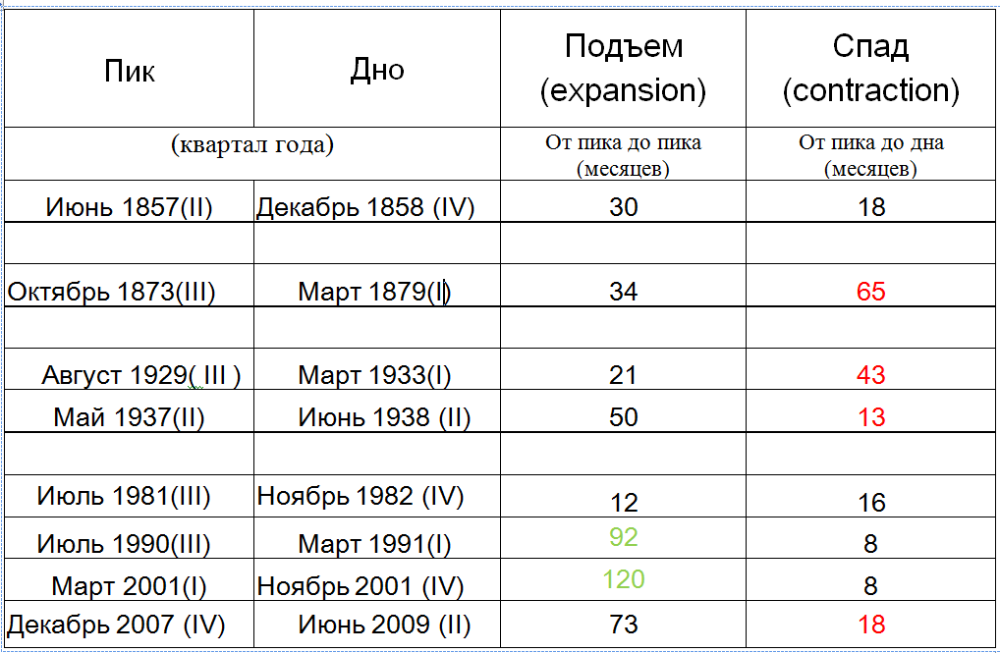 Пик Дно Подъем (expansion) Спад (contraction)
(квартал года) От пика до пика (месяцев) От пика до дна (месяцев)
Июнь 1857(II) Декабрь 1858 (IV) 30 18
Октябрь 1873(III) Март 1879(I) 34 65
Август 1929( III ) Март 1933(I) 21 43
Май 1937(II) Июнь 1938 (II) 50 13
Июль 1981(III) Ноябрь 1982 (IV) 12 16
Июль 1990(III) Март 1991(I) 92 8
Март 2001(I) Ноябрь 2001 (IV) 120 8
Декабрь 2007 (IV) Июнь 2009 (II) 73 18